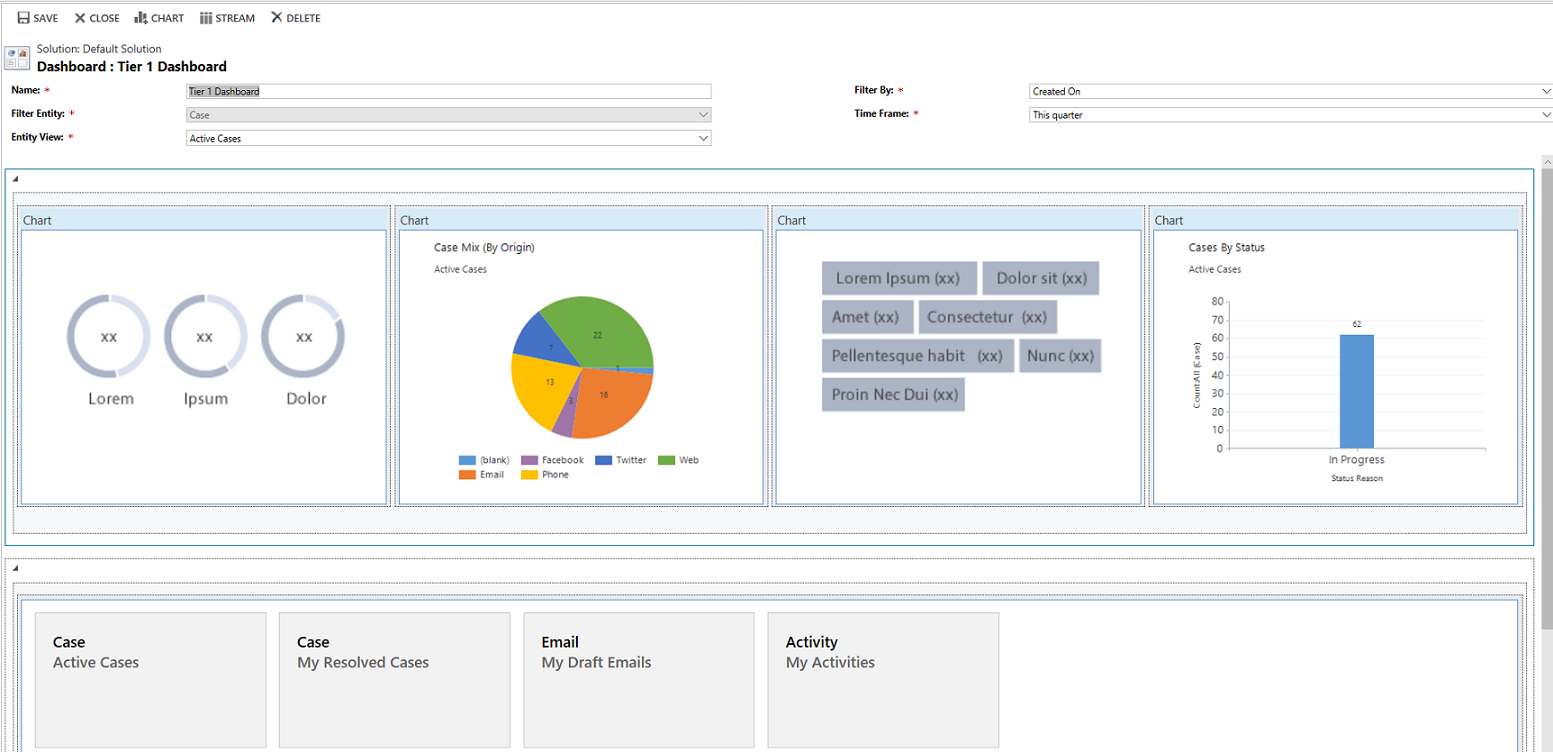 SAVE CLOSE CHART STREAM DELETE
Solution: Default Solution
Dashboard : Tier 1 Dashboard
Name: * Tier 1 Dashboard
Filter By: * Created On
Filter Entity: * Case
Time Frame: * This quarter
Entity View: * Active Cases
Chart
xx xx xx
Lorem Ipsum Dolor
Chart
Case Mix (By Origin)
Active Cases
22
7
1
13
16
3
(blank) Facebook Twitter Web
Email Phone
Chart
Lorem Ipsum (xx) Dolor sit (xx)
Amet (xx) Consectetur (xx)
Pellentesque habit (xx) Nunc (xx)
Proin Nec Dui (xx)
Chart
Cases By Status
Active Cases
CountAll (Case)
80
70
60
50
40
30
20
10
0
62
In Progress
Status Reason
Case
Active Cases
Case
My Resolved Cases
Email
My Draft Emails
Activity
My Activities